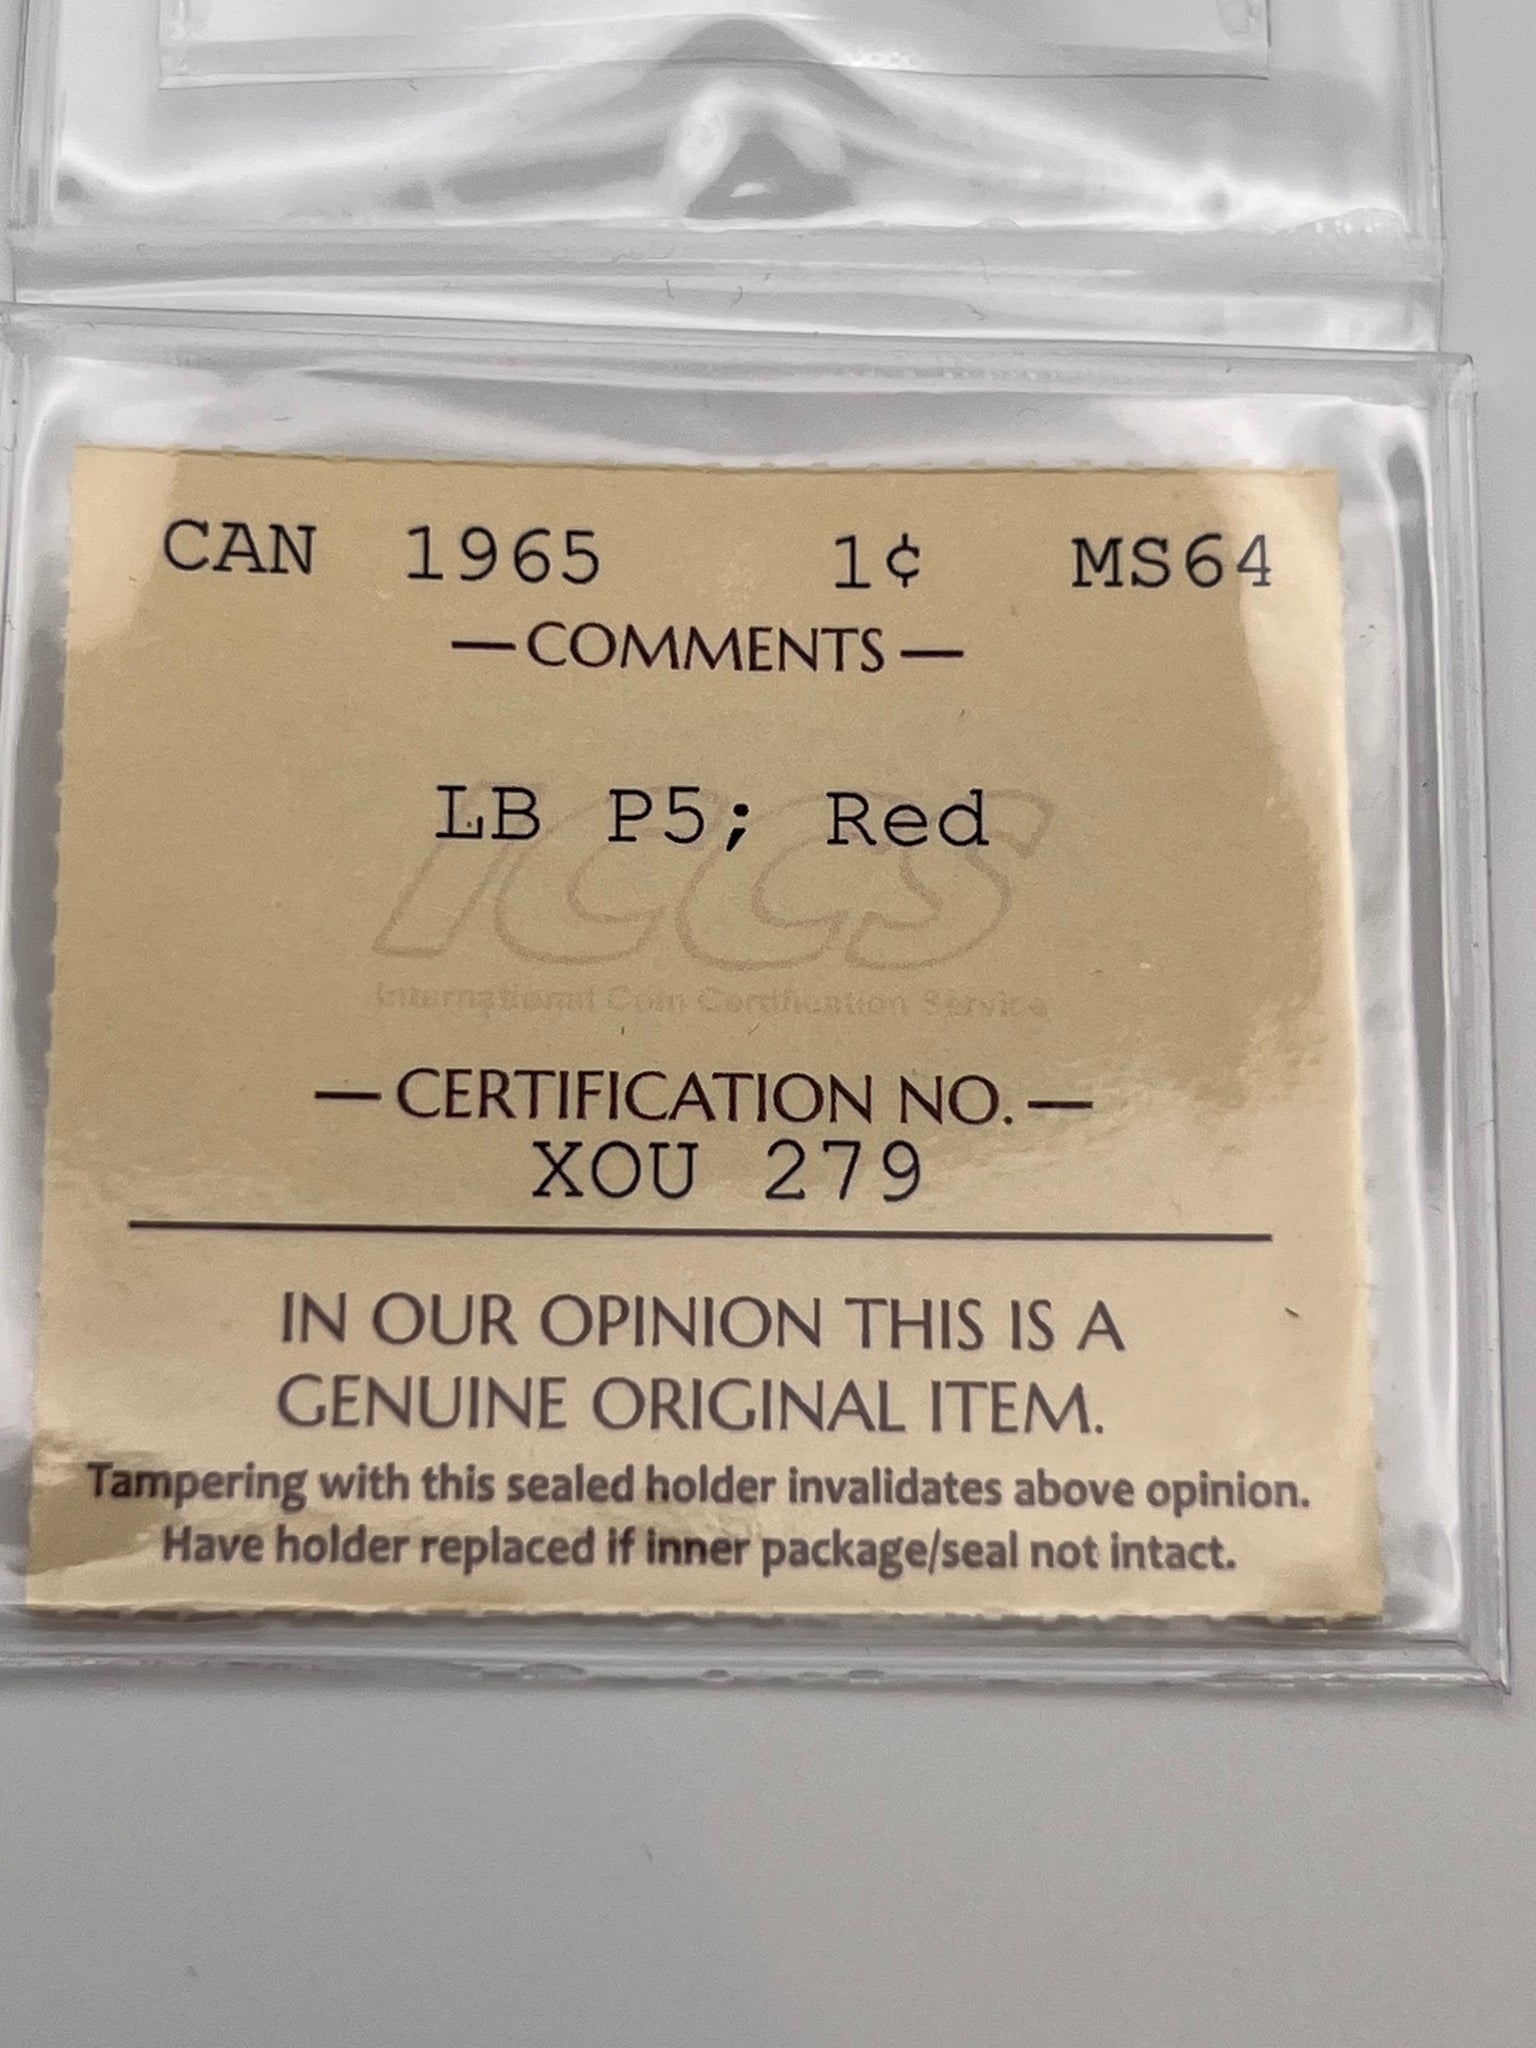 CAN 1965 1¢ MS64
— COMMENTS —
LB P5; Red
ICCS
International Coin Certification Service
— CERTIFICATION NO. —
XOU 279
IN OUR OPINION THIS IS A
GENUINE ORIGINAL ITEM.
Tampering with this sealed holder invalidates above opinion.
Have holder replaced if inner package/seal not intact.